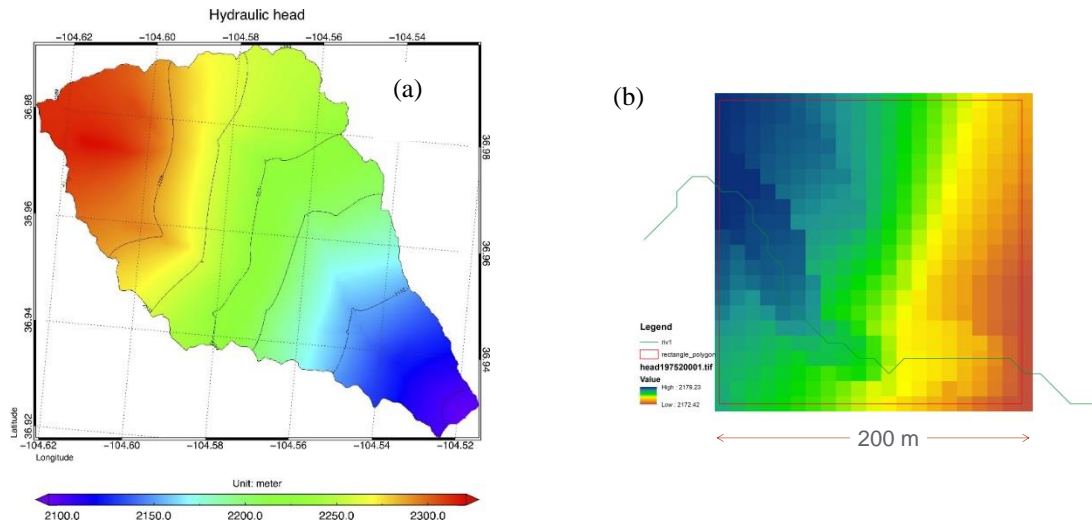 Hydraulic head
−104.62 −104.60 −104.58 −104.56 −104.54
(a)
(b)
36.98
36.96
36.94
36.92
36.98
36.96
36.94
Latitude
−104.62 −104.60 −104.58 −104.56 −104.54 −104.52
Longitude
Unit: meter
2100.0 2150.0 2200.0 2250.0 2300.0
Legend
riv1
rectangle_polygon
head197520001.tif
Value
High : 2179.23
Low : 2172.42
200 m